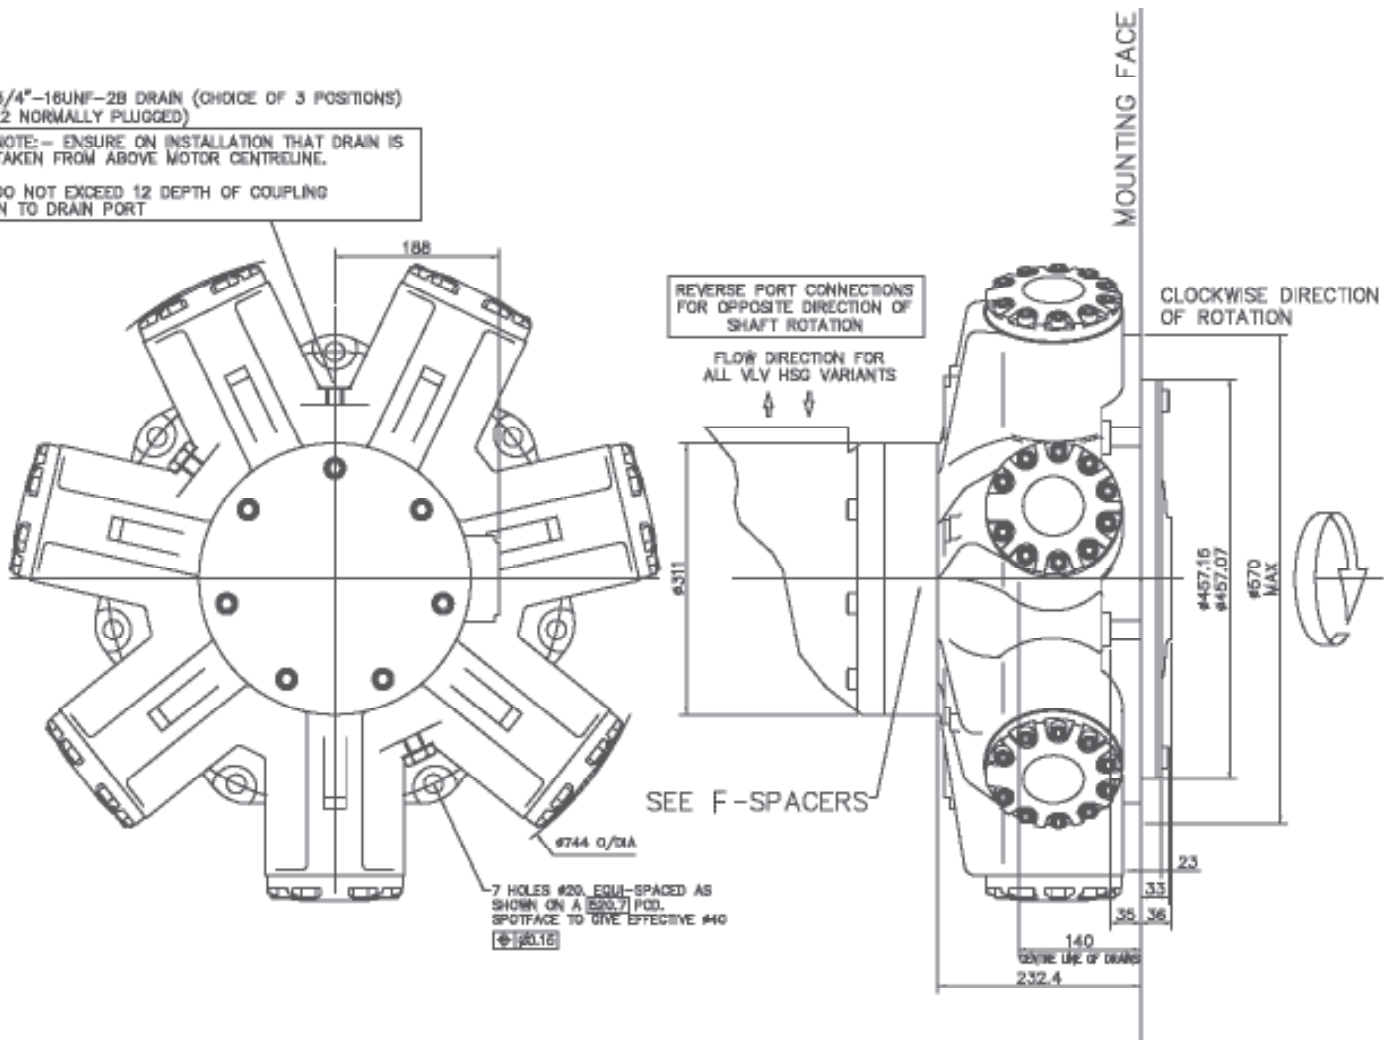 3/4"-16UNF-2B DRAIN (CHOICE OF 3 POSITIONS)
2 NORMALLY PLUGGED)
NOTE:- ENSURE ON INSTALLATION THAT DRAIN IS
TAKEN FROM ABOVE MOTOR CENTRELINE.
DO NOT EXCEED 12 DEPTH OF COUPLING
N TO DRAIN PORT
188
MOUNTING FACE
REVERSE PORT CONNECTIONS
FOR OPPOSITE DIRECTION OF
SHAFT ROTATION
FLOW DIRECTION FOR
ALL VLV HSG VARIANTS
CLOCKWISE DIRECTION
OF ROTATION
ø311
ø457.15
ø457.07
ø570
MAX
SEE F-SPACERS
ø744 O/DIA
7 HOLES ø20, EQUI-SPACED AS
SHOWN ON A 520.7 PCD.
SPOTFACE TO GIVE EFFECTIVE ø40
⌖ ø0.15
23
33
35 36
140
CENTRE LINE OF DRAINS
232.4